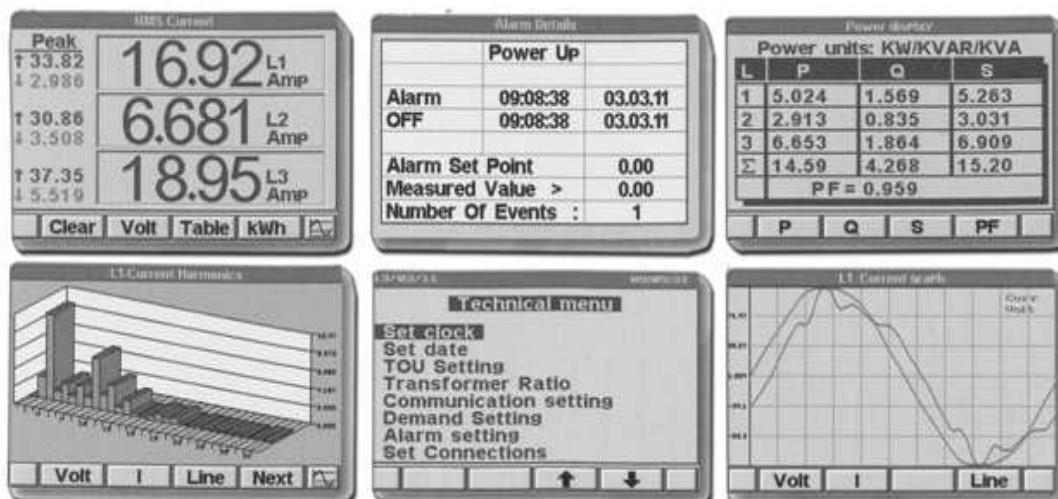 RMS Current
Peak
↑ 33.82
↓ 2.986
16.92 L1 Amp
↑ 30.86
↓ 3.508
6.681 L2 Amp
↑ 37.35
↓ 5.519
18.95 L3 Amp
Clear Volt Table kWh
Alarm Details
Power Up
Alarm 09:08:38 03.03.11
OFF 09:08:38 03.03.11
Alarm Set Point 0.00
Measured Value > 0.00
Number Of Events : 1
Power meter
Power units: KW/KVAR/KVA
L P Q S
1 5.024 1.569 5.263
2 2.913 0.835 3.031
3 6.653 1.864 6.909
Σ 14.59 4.268 15.20
PF = 0.959
P Q S PF
L1-Current Harmonics
Volt I Line Next
Technical menu
Set clock
Set date
TOU Setting
Transformer Ratio
Communication setting
Demand Setting
Alarm setting
Set Connections
L1 Current graph
Volt I Line